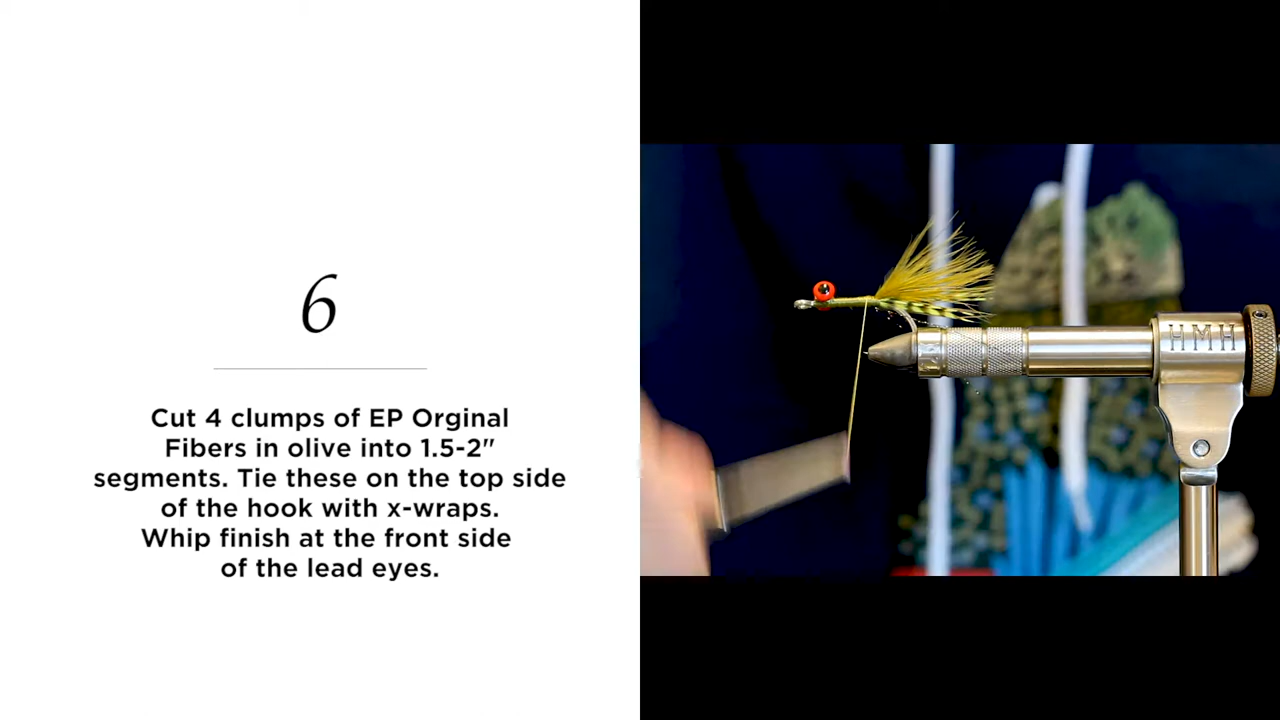 6
Cut 4 clumps of EP Orginal
Fibers in olive into 1.5-2"
segments. Tie these on the top side
of the hook with x-wraps.
Whip finish at the front side
of the lead eyes.
HMH